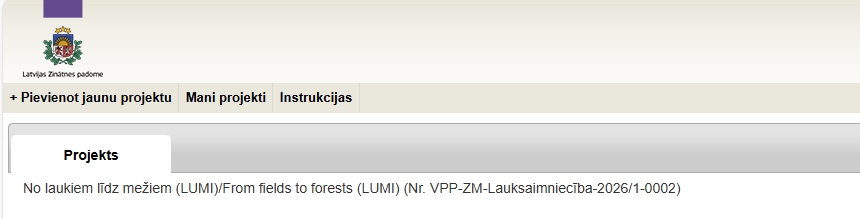 Latvijas Zinātnes padome
+ Pievienot jaunu projektu Mani projekti Instrukcijas
Projekts
No laukiem līdz mežiem (LUMI)/From fields to forests (LUMI) (Nr. VPP-ZM-Lauksaimniecība-2026/1-0002)